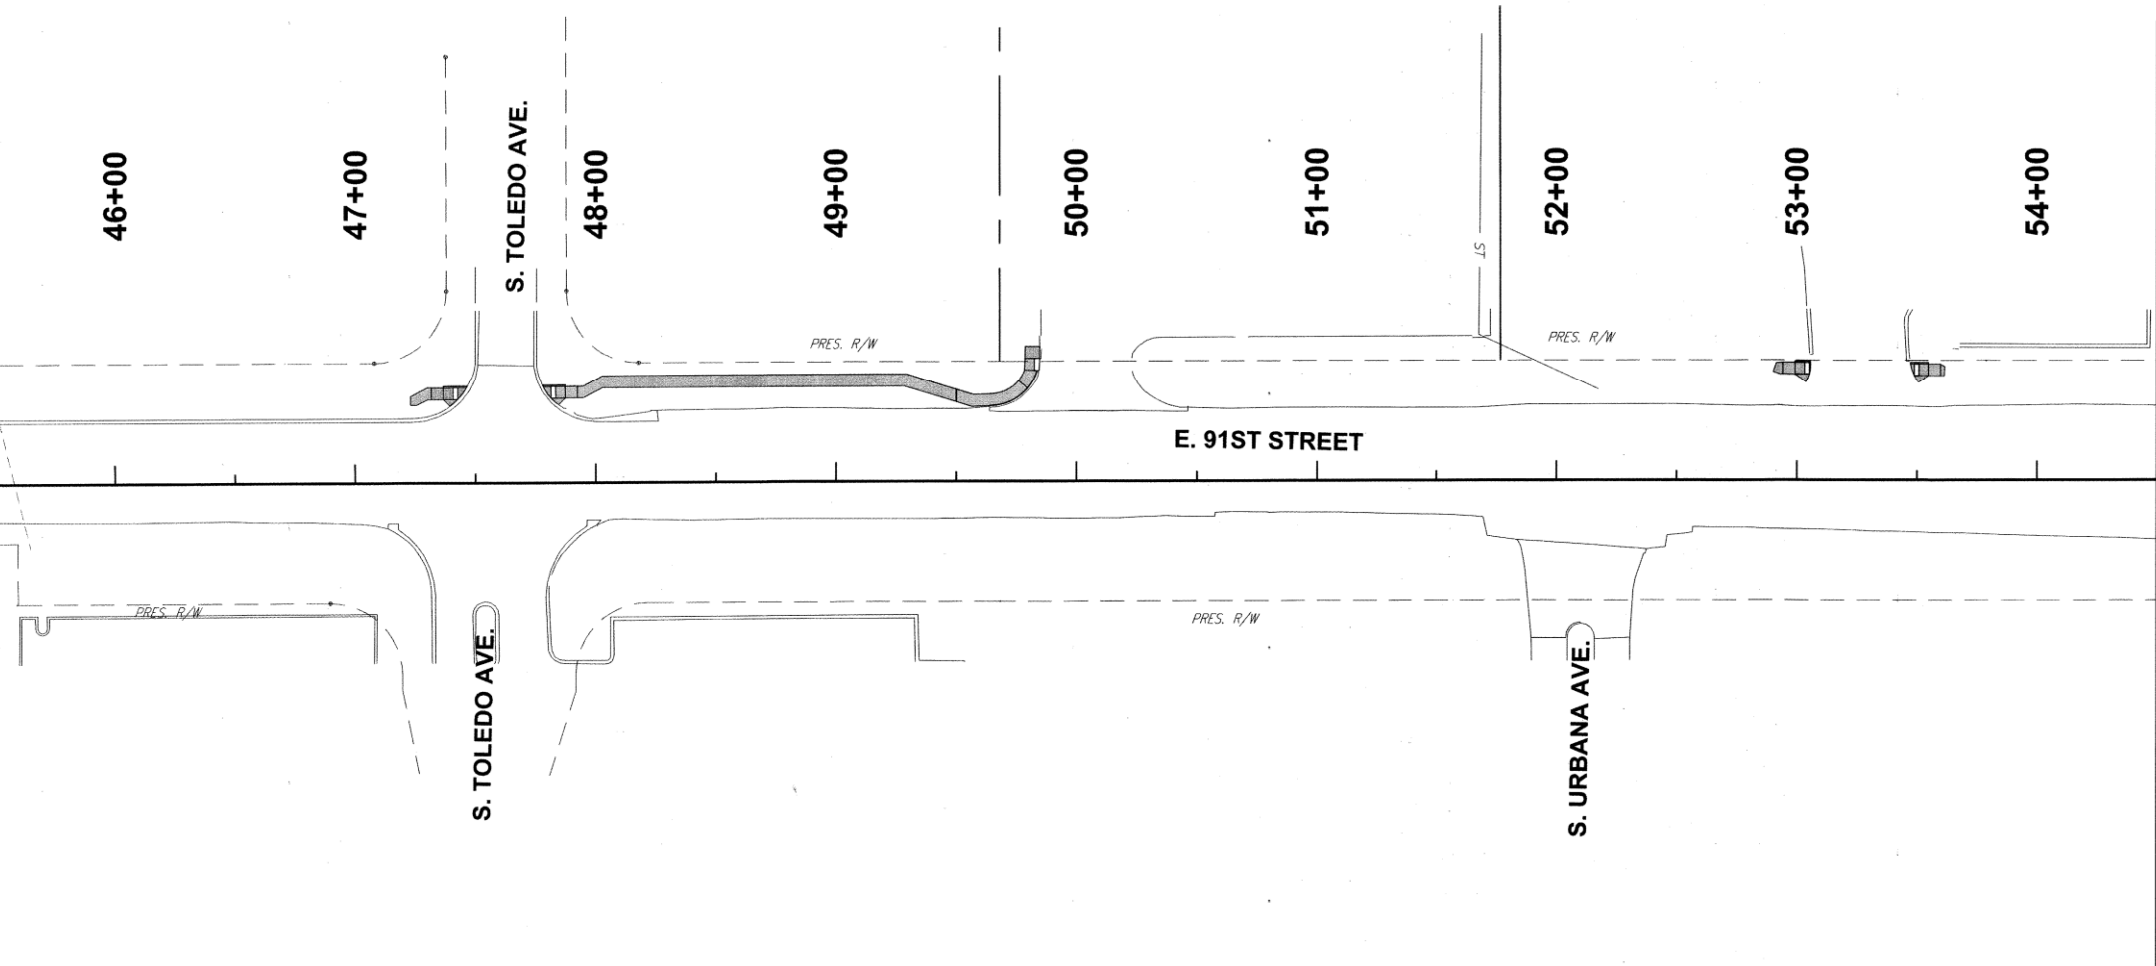 46+00
47+00
S. TOLEDO AVE.
48+00
49+00
50+00
51+00
52+00
53+00
54+00
ST
PRES. R/W
PRES. R/W
E. 91ST STREET
PRES. R/W
PRES. R/W
S. TOLEDO AVE.
S. URBANA AVE.